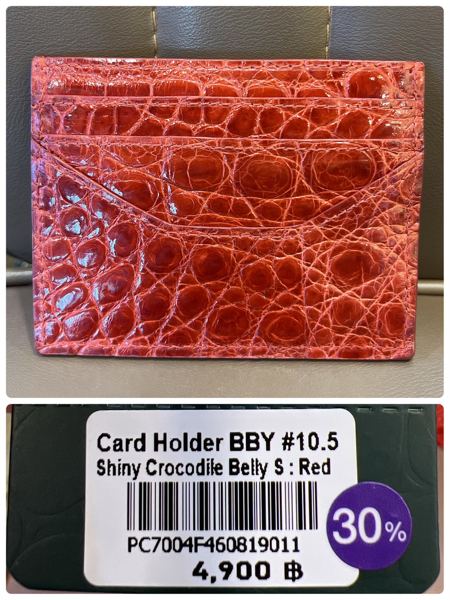 Card Holder BBY #10.5
Shiny Crocodile Belly S : Red
PC7004F460819011
30%
4,900 ฿